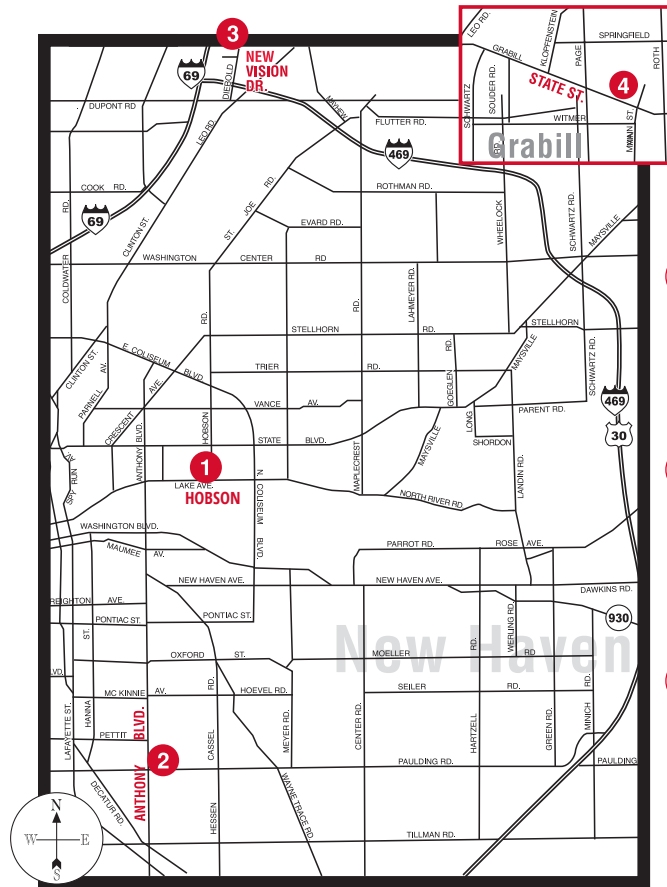 3
NEW
VISION
DR.
DIEBOLD
69
DUPONT RD.
LEO RD.
MAYHEW
FLUTTER RD.
469
LEO RD.
GRABILL
KLOPFENSTEIN
PAGE
SPRINGFIELD
ROTH
SCHWARTZ
SOUDER RD.
STATE ST.
4
WITMER
MAIN ST.
Grabill
COOK RD.
69
COLDWATER RD.
CLINTON ST.
ST. JOE RD.
ROTHMAN RD.
EVARD RD.
WHEELOCK
SCHWARTZ RD.
MAYSVILLE
WASHINGTON CENTER RD
LAHMEYER RD.
RD.
RD.
STELLHORN RD.
STELLHORN
CLINTON ST.
E. COLISEUM BLVD
TRIER RD.
GOEGLEN RD.
MAYSVILLE
SCHWARTZ RD.
PARNELL AV.
CRESCENT AVE.
VANCE AV.
LONG
PARENT RD.
469
30
ANTHONY BLVD.
HOBSON
STATE BLVD.
SHORDON
MAYSVILLE
MAPLECREST
LANDIN RD.
SPY RUN AV.
1
LAKE AVE.
HOBSON
N. COLISEUM BLVD.
NORTH RIVER RD
WASHINGTON BLVD.
MAUMEE AV.
PARROT RD.
ROSE AVE.
NEW HAVEN AVE.
NEW HAVEN AVE.
DAWKINS RD.
REIGHTON AVE.
PONTIAC ST.
PONTIAC ST.
WERLING RD.
930
New Haven
OXFORD ST.
MOELLER RD
LVD.
MC KINNIE AV.
HOEVEL RD.
SEILER RD.
LAFAYETTE ST.
HANNA ST.
PETTIT
ANTHONY BLVD.
CASSEL RD.
MEYER RD.
CENTER RD.
HARTZELL RD.
GREEN RD.
MINICH RD.
2
PAULDING RD.
PAULDING
DECATUR RD.
HESSEN
WAYNE TRACE RD.
TILLMAN RD.
N
W
E
S